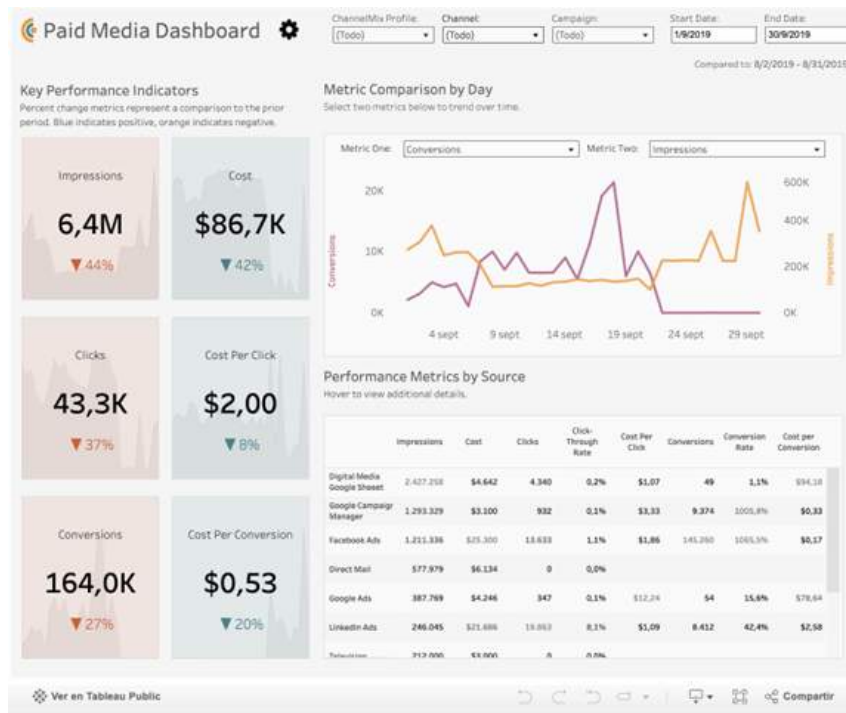 Paid Media Dashboard
ChannelMix Profile: Channel: Campaign: Start Date: End Date:
(Todo) (Todo) (Todo) 1/9/2019 30/9/2019
Compared to: 8/2/2019 - 8/31/2019
Key Performance Indicators
Percent change metrics represent a comparison to the prior
period. Blue indicates positive, orange indicates negative.
Impressions
6,4M
▼ 44%
Cost
$86,7K
▼ 42%
Clicks
43,3K
▼ 37%
Cost Per Click
$2,00
▼ 8%
Conversions
164,0K
▼ 27%
Cost Per Conversion
$0,53
▼ 20%
Metric Comparison by Day
Select two metrics below to trend over time.
Metric One: Conversions Metric Two: Impressions
20K
10K
0K
Conversions
600K
400K
200K
0K
Impressions
4 sept 9 sept 14 sept 19 sept 24 sept 29 sept
Performance Metrics by Source
Hover to view additional details.
Impressions Cost Clicks Click-Through Rate Cost Per Click Conversions Conversion Rate Cost per Conversion
Digital Media Google Sheeet 2.427.258 $4.642 4.340 0,2% $1,07 49 1,1% $94,18
Google Campaign Manager 1.293.329 $3.100 932 0,1% $3,33 9.374 1005,8% $0,33
Facebook Ads 1.211.336 $25.300 13.633 1,1% $1,86 145.260 1065,5% $0,17
Direct Mail 577.979 $6.134 0 0,0%
Google Ads 387.769 $4.246 347 0,1% $12,24 54 15,6% $78,64
LinkedIn Ads 246.045 $21.686 19.863 8,1% $1,09 8.412 42,4% $2,58
Television 212.000 $3.000 0 0,0%
Ver en Tableau Public
Compartir